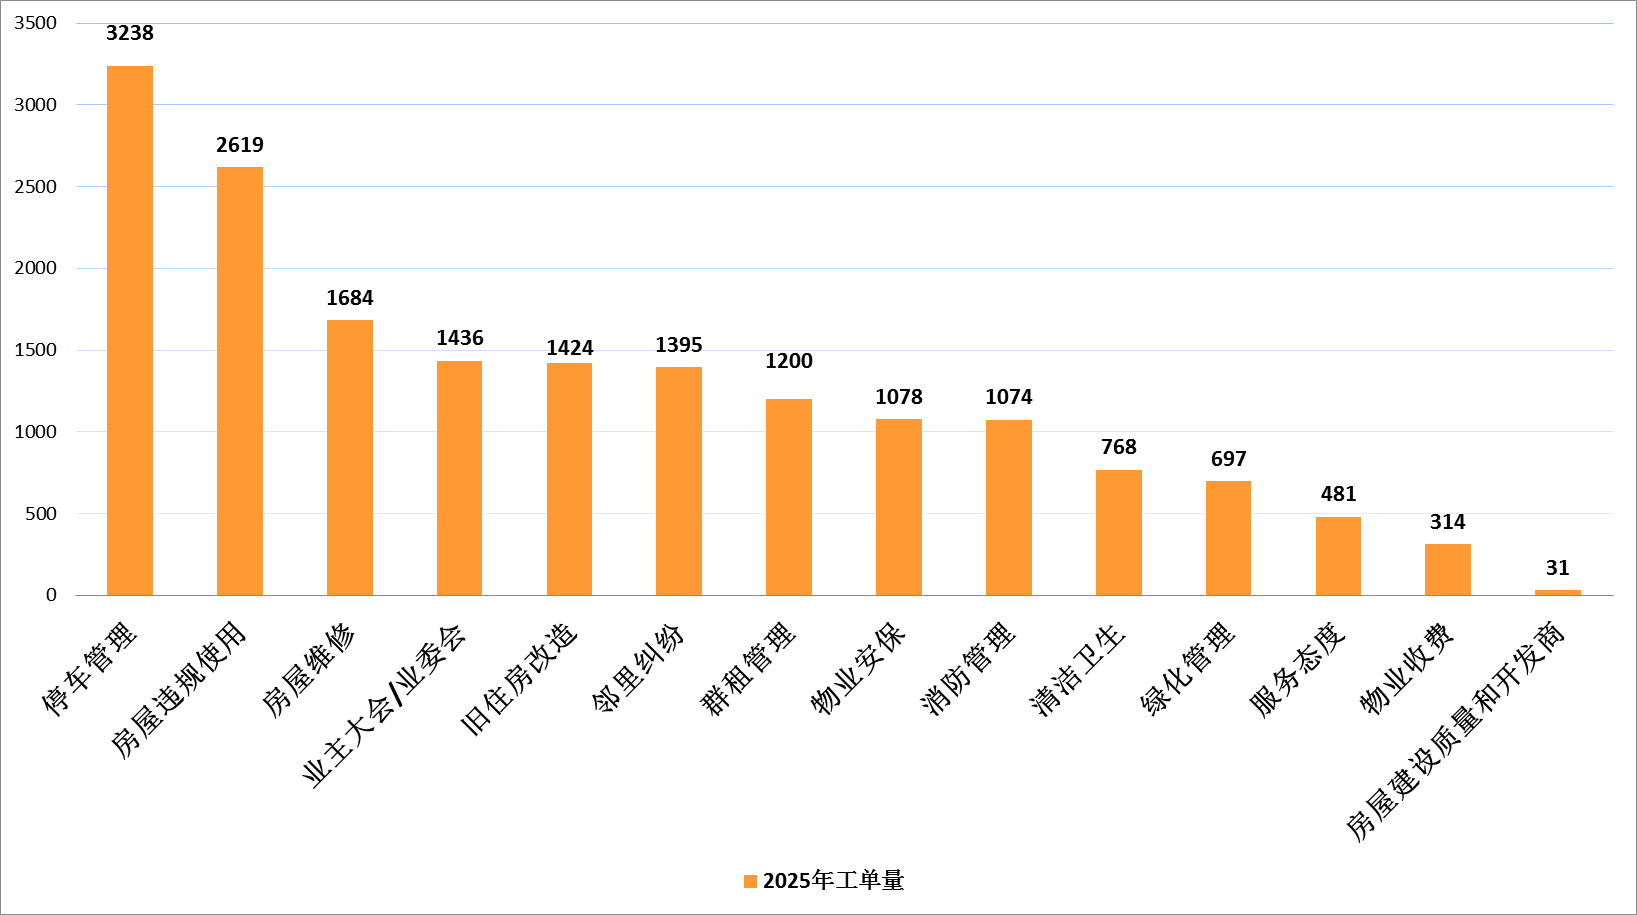 3500
3000
2500
2000
1500
1000
500
0
3238
2619
1684
1436
1424
1395
1200
1078
1074
768
697
481
314
31
停车管理
房屋违规使用
房屋维修
业主大会/业委会
旧住房改造
邻里纠纷
群租管理
物业安保
消防管理
清洁卫生
绿化管理
服务态度
物业收费
房屋建设质量和开发商
2025年工单量